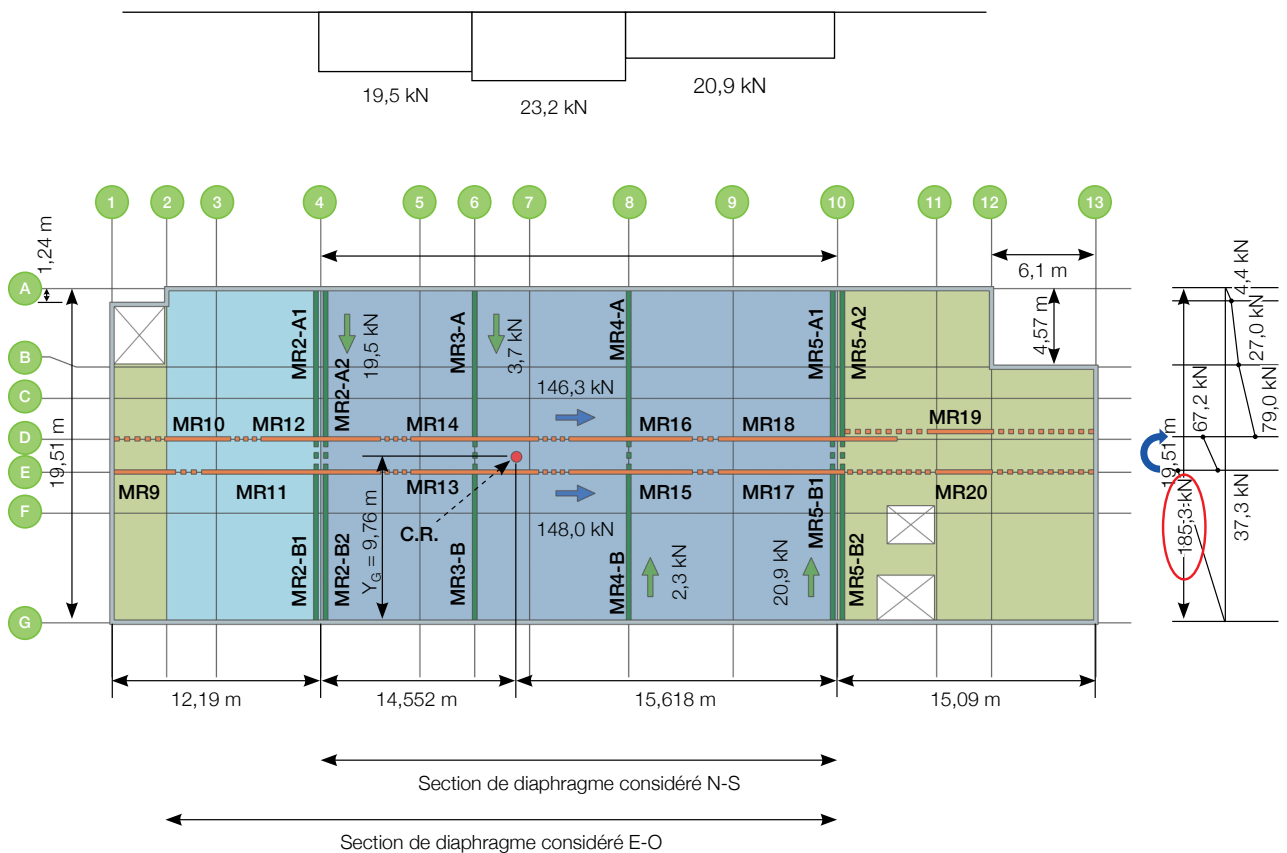 19,5 kN
23,2 kN
20,9 kN
1 2 3 4 5 6 7 8 9 10 11 12 13
1,24 m
6,1 m
A
B
C
D
E
F
G
19,51 m
4,57 m
MR2-A1
MR2-A2
19,5 kN
MR3-A
3,7 kN
MR4-A
MR5-A1
MR5-A2
146,3 kN
MR10
MR12
MR14
MR16
MR18
MR19
MR9
MR11
MR13
MR15
MR17
MR20
C.R.
148,0 kN
YG = 9,76 m
MR2-B1
MR2-B2
MR3-B
MR4-B
2,3 kN
20,9 kN
MR5-B1
MR5-B2
4,4 kN
27,0 kN
67,2 kN
79,0 kN
19,51 m
185,3 kN
37,3 kN
12,19 m
14,552 m
15,618 m
15,09 m
Section de diaphragme considéré N-S
Section de diaphragme considéré E-O